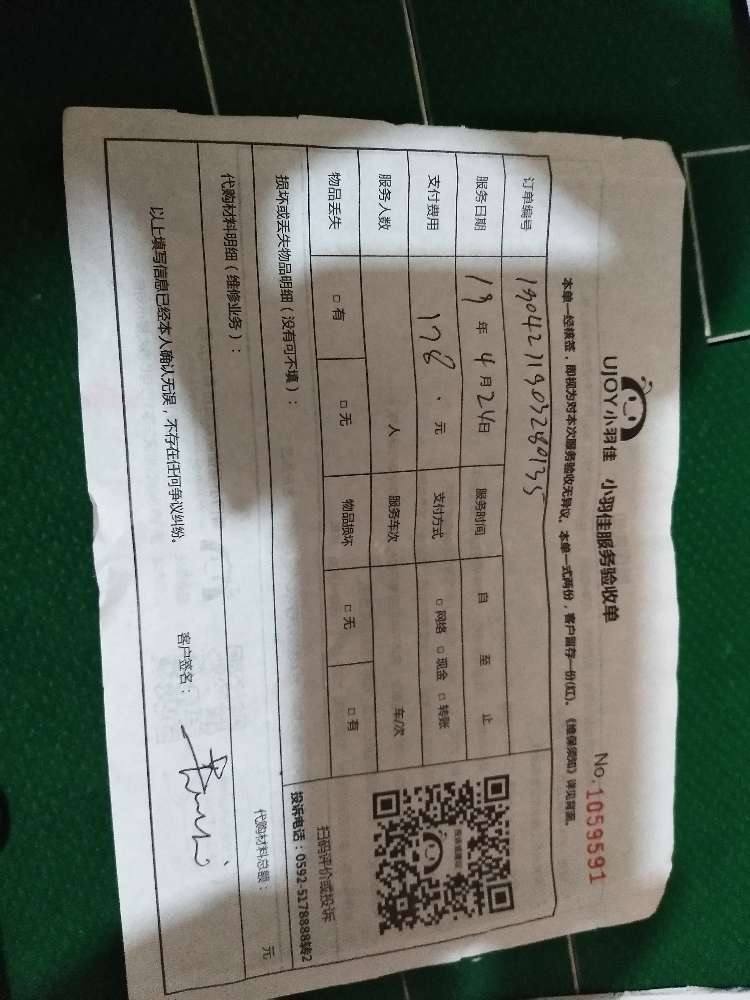 UJOY小羽佳 小羽佳服务验收单 No. 1059591
本单一经核签，即视为对本次服务验收无异议。本单一式两份，客户留存一份(红)。《维保须知》详见背面。
订单编号 1904211903280135
服务日期 19年4月24日 服务时间 自 至 止
支付费用 178、元 支付方式 □网络 □现金 □转账
服务人数 人 服务车次 车/次
物品丢失 □有 □无 物品损坏 □无 □有
扫码评价或投诉
投诉电话：0592-5178888转2
损坏或丢失物品明细（没有可不填）：
代购材料明细（维修业务）： 代购材料总额： 元
以上填写信息已经本人确认无误，不存在任何争议纠纷。 客户签名：